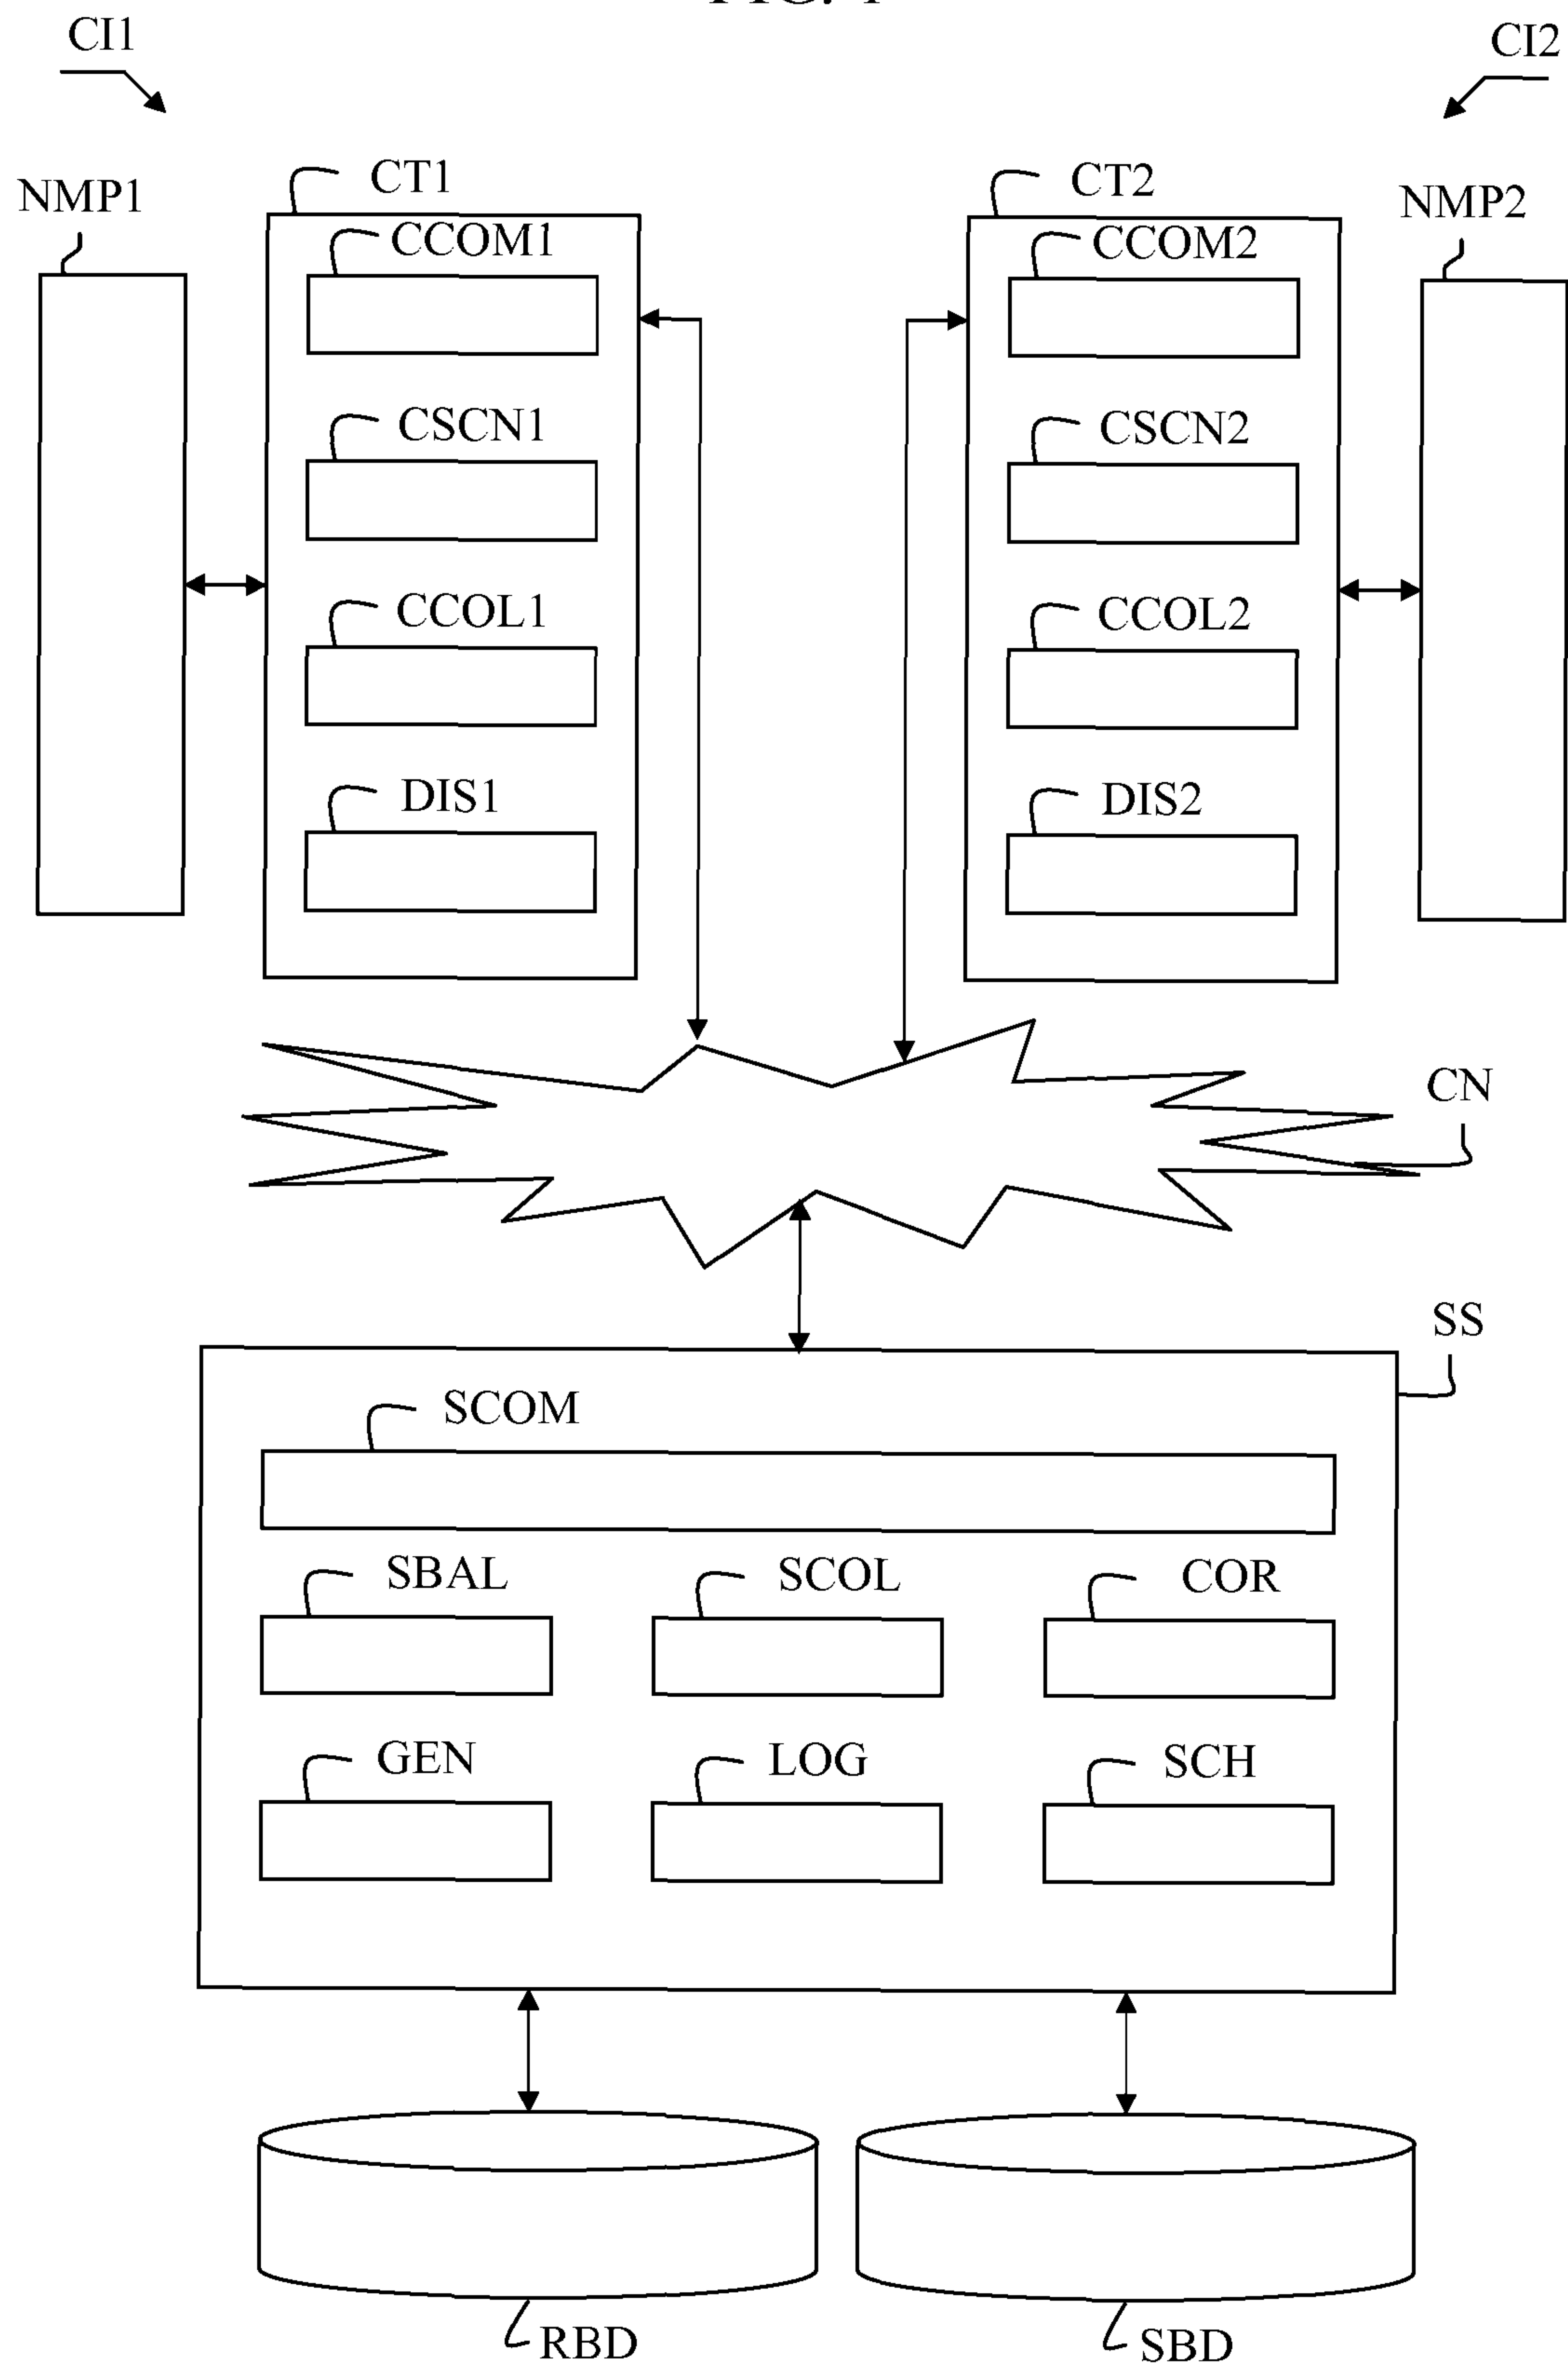 CI1
CI2
CT1
CT2
NMP1
NMP2
CCOM1
CCOM2
CSCN1
CSCN2
CCOL1
CCOL2
DIS1
DIS2
CN
SS
SCOM
SBAL
SCOL
COR
GEN
LOG
SCH
RBD
SBD